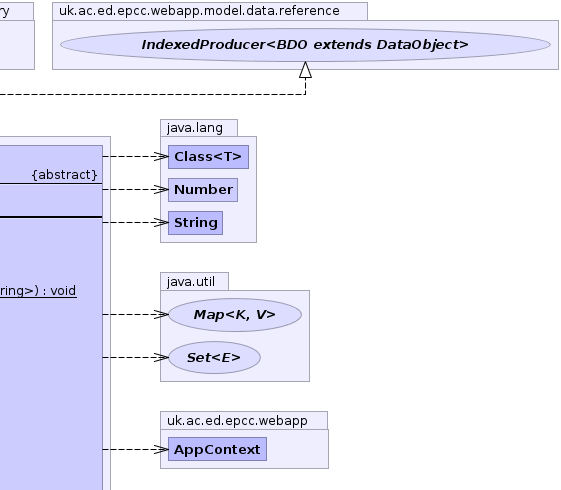 ry
uk.ac.ed.epcc.webapp.model.data.reference
IndexedProducer<BDO extends DataObject>
java.lang
Class<T>
{abstract}
Number
String
java.util
ring>) : void
Map<K, V>
Set<E>
uk.ac.ed.epcc.webapp
AppContext